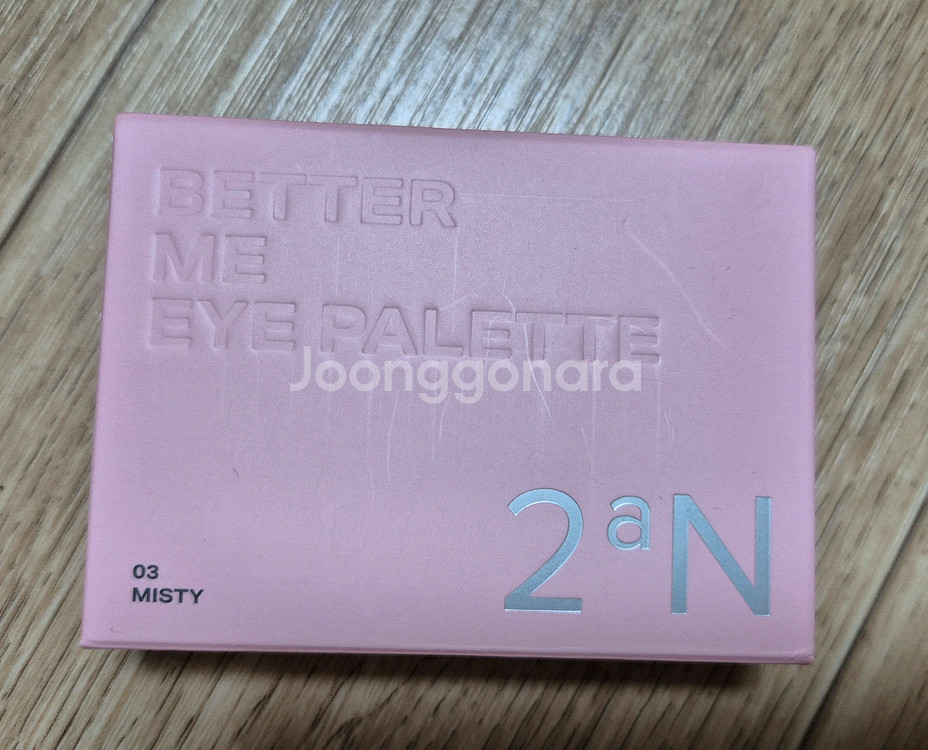 BETTER
ME
EYE PALETTE
Joonggonara
2aN
03
MISTY